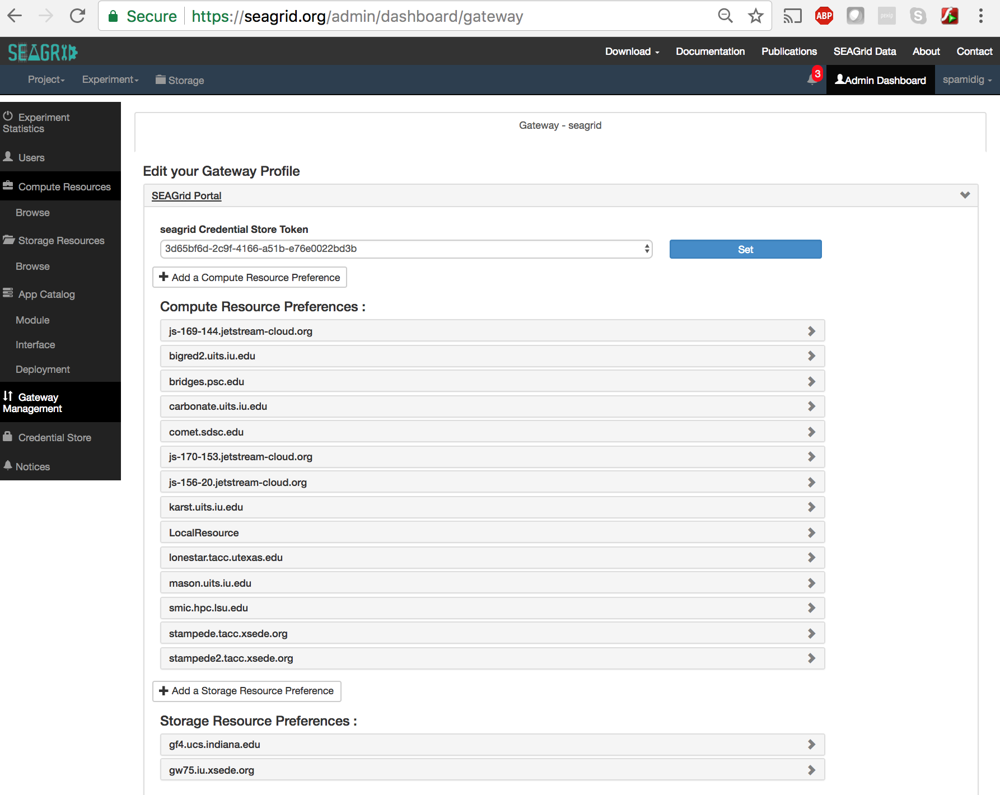 Secure https://seagrid.org/admin/dashboard/gateway
ABP
pexip
SEAGRID
Download Documentation Publications SEAGrid Data About Contact
Project Experiment Storage 3 Admin Dashboard spamidig
Experiment
Statistics
Users
Compute Resources
Browse
Storage Resources
Browse
App Catalog
Module
Interface
Deployment
Gateway
Management
Credential Store
Notices
Gateway - seagrid
Edit your Gateway Profile
SEAGrid Portal
seagrid Credential Store Token
3d65bf6d-2c9f-4166-a51b-e76e0022bd3b Set
Add a Compute Resource Preference
Compute Resource Preferences :
js-169-144.jetstream-cloud.org
bigred2.uits.iu.edu
bridges.psc.edu
carbonate.uits.iu.edu
comet.sdsc.edu
js-170-153.jetstream-cloud.org
js-156-20.jetstream-cloud.org
karst.uits.iu.edu
LocalResource
lonestar.tacc.utexas.edu
mason.uits.iu.edu
smic.hpc.lsu.edu
stampede.tacc.xsede.org
stampede2.tacc.xsede.org
Add a Storage Resource Preference
Storage Resource Preferences :
gf4.ucs.indiana.edu
gw75.iu.xsede.org